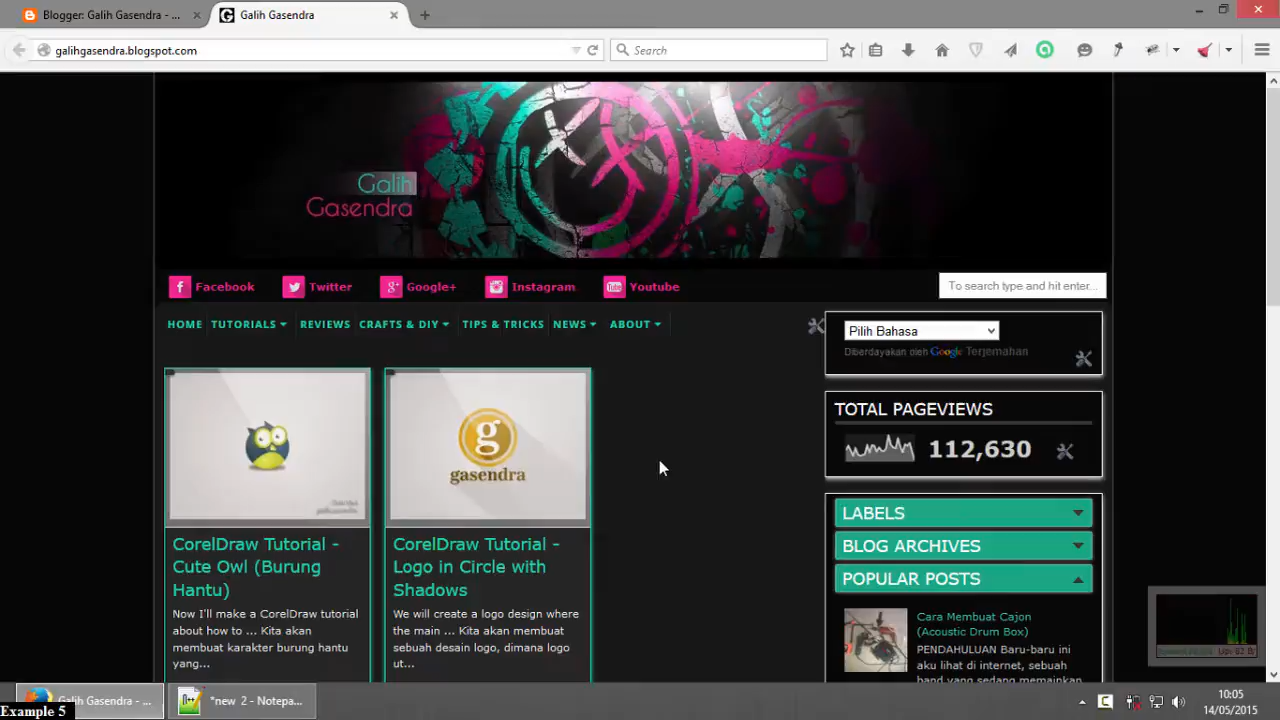 Blogger: Galih Gasendra - ...
Galih Gasendra
galihgasendra.blogspot.com
Search
Galih
Gasendra
Facebook
Twitter
Google+
Instagram
Youtube
To search type and hit enter...
HOME
TUTORIALS
REVIEWS
CRAFTS & DIY
TIPS & TRICKS
NEWS
ABOUT
Pilih Bahasa
Diberdayakan oleh Google Terjemahan
TOTAL PAGEVIEWS
112,630
g
gasendra
CorelDraw Tutorial -
Cute Owl (Burung
Hantu)
Now I'll make a CorelDraw tutorial
about how to ... Kita akan
membuat karakter burung hantu
yang...
CorelDraw Tutorial -
Logo in Circle with
Shadows
We will create a logo design where
the main ... Kita akan membuat
sebuah desain logo, dimana logo
ut...
LABELS
BLOG ARCHIVES
POPULAR POSTS
Cara Membuat Cajon
(Acoustic Drum Box)
PENDAHULUAN Baru-baru ini
aku lihat di internet, sebuah
band yang sedang memainkan
Galih Gasendra - ...
*new 2 - Notepa...
10:05
14/05/2015
Example 5